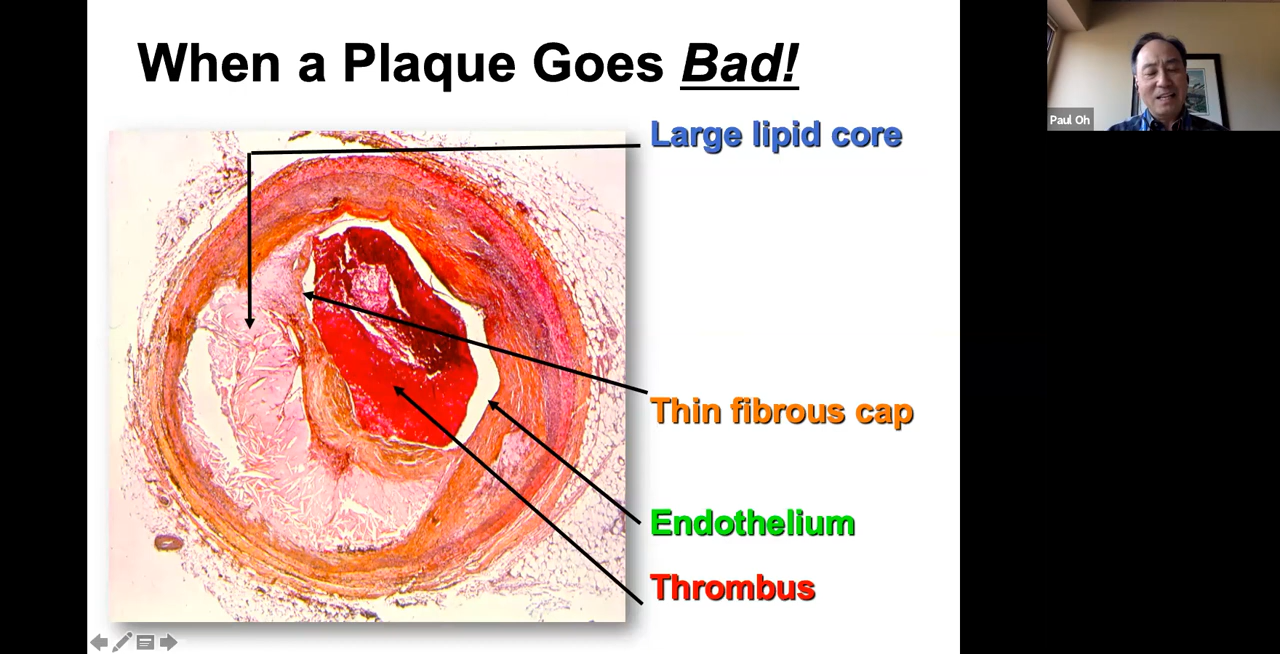 When a Plaque Goes Bad!
Paul Oh
Large lipid core
Thin fibrous cap
Endothelium
Thrombus